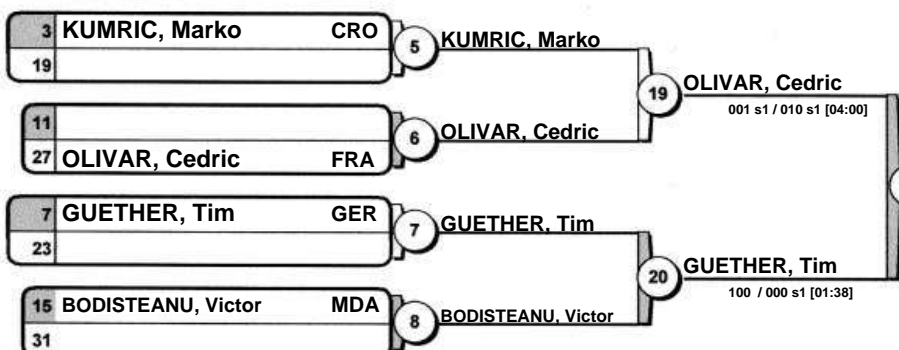 3 KUMRIC, Marko CRO
19
5
KUMRIC, Marko
11
27 OLIVAR, Cedric FRA
6
OLIVAR, Cedric
19
OLIVAR, Cedric
001 s1 / 010 s1 [04:00]
7 GUETHER, Tim GER
23
7
GUETHER, Tim
15 BODISTEANU, Victor MDA
31
8
BODISTEANU, Victor
20
GUETHER, Tim
100 / 000 s1 [01:38]